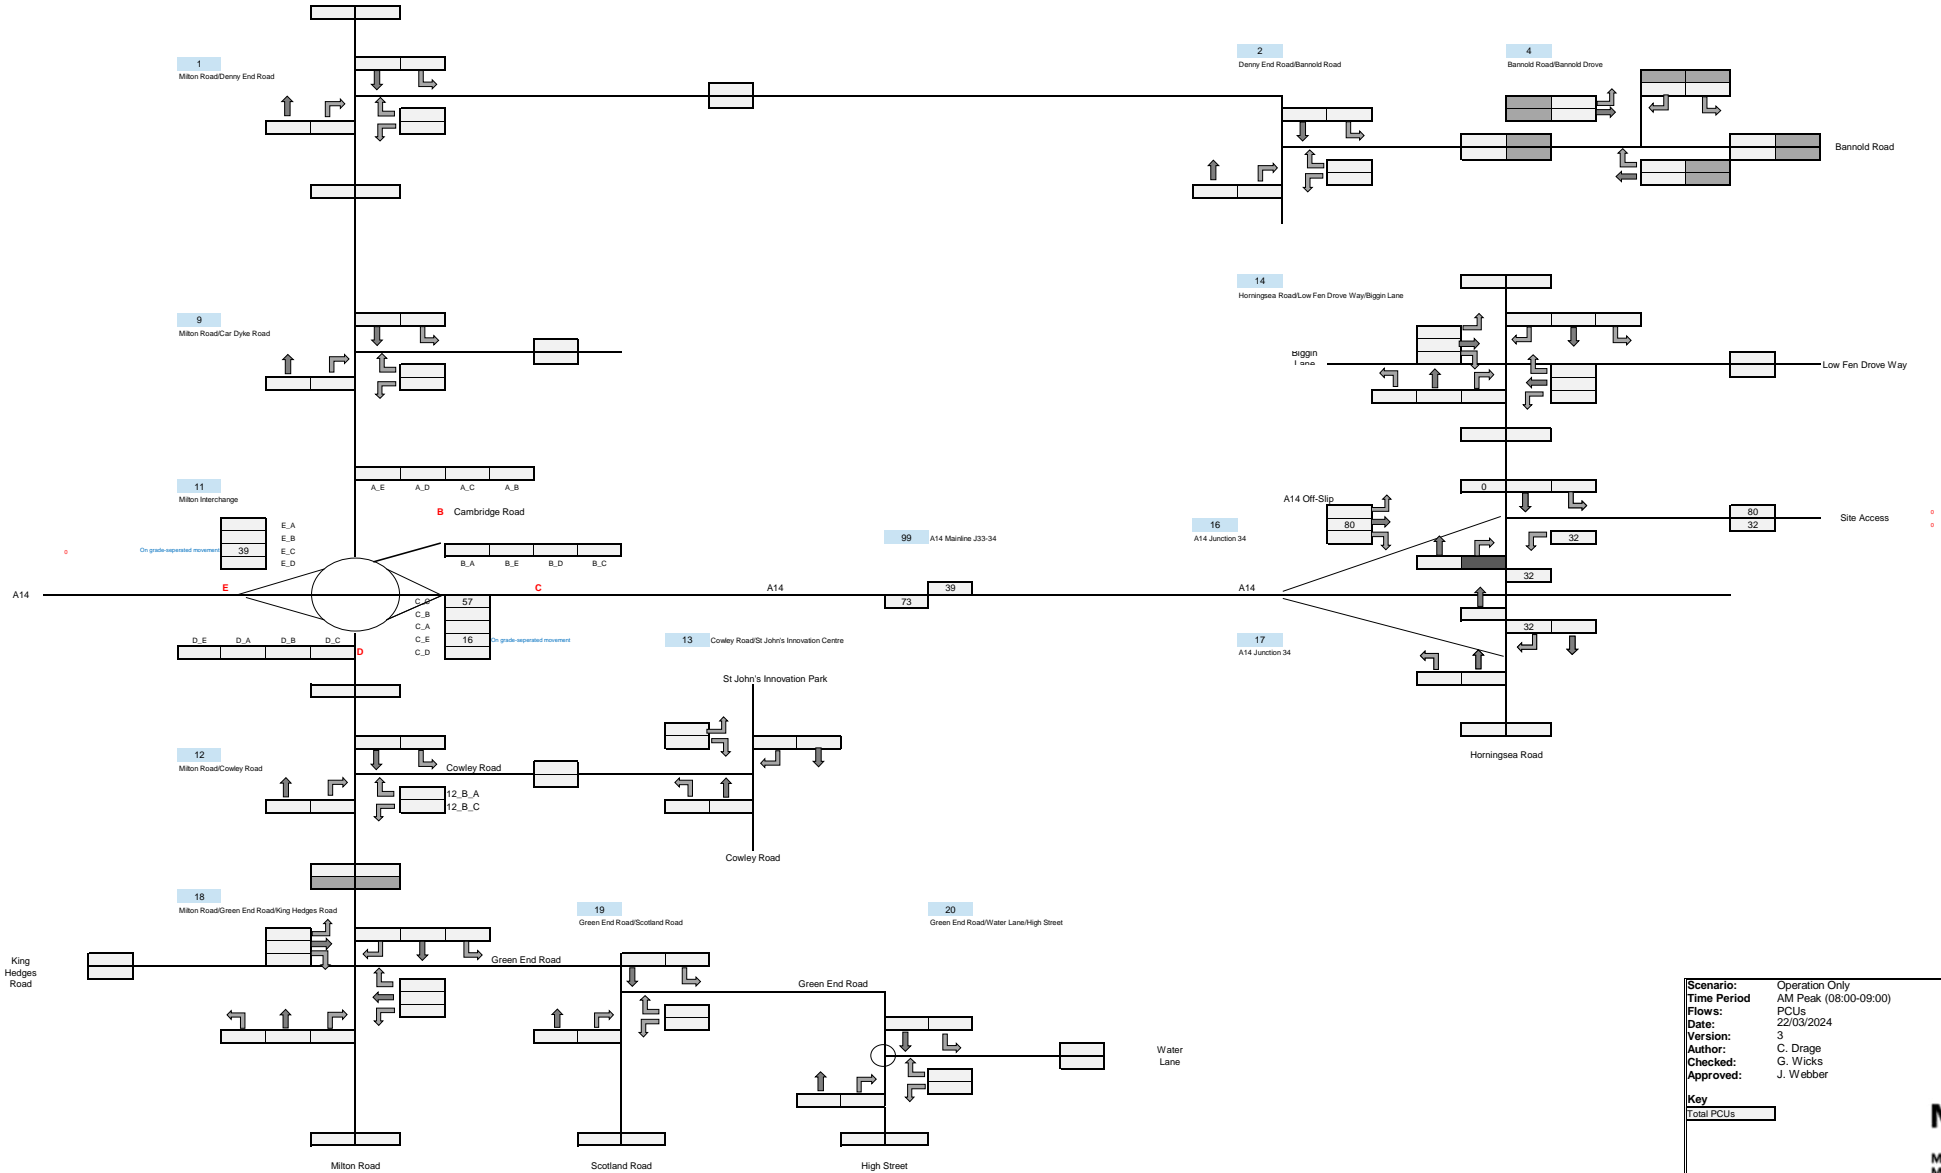 1
Milton Road/Denny End Road
2
Denny End Road/Bannold Road
4
Bannold Road/Bannold Drove
Bannold Road
14
Horningsea Road/Low Fen Drove Way/Biggin Lane
9
Milton Road/Car Dyke Road
Biggin
Lane
Low Fen Drove Way
A_E A_D A_C A_B
11
Milton Interchange
B Cambridge Road
E_A
E_B
On grade-seperated movement 39 E_C
E_D
0
B_A B_E B_D B_C
99 A14 Mainline J33-34
16
A14 Junction 34
A14 Off-Slip
80
0
80
32
Site Access
0
0
32
32
A14
E
C
A14
39
73
A14
C_C 57
C_B
C_A
C_E 16 On grade-seperated movement
C_D
D_E D_A D_B D_C
D
13 Cowley Road/St John's Innovation Centre
17
A14 Junction 34
32
St John's Innovation Park
12
Milton Road/Cowley Road
Cowley Road
12_B_A
12_B_C
Cowley Road
Horningsea Road
18
Milton Road/Green End Road/King Hedges Road
19
Green End Road/Scotland Road
20
Green End Road/Water Lane/High Street
King
Hedges
Road
Green End Road
Green End Road
Water
Lane
Milton Road
Scotland Road
High Street
Scenario: Operation Only
Time Period AM Peak (08:00-09:00)
Flows: PCUs
Date: 22/03/2024
Version: 3
Author: C. Drage
Checked: G. Wicks
Approved: J. Webber
Key
Total PCUs